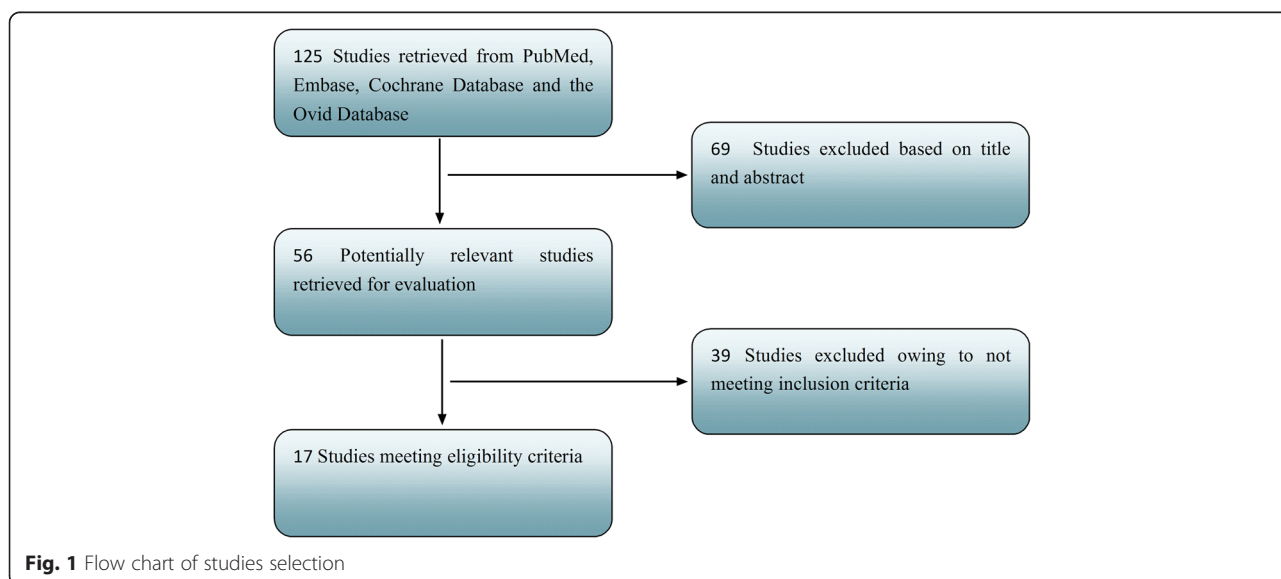 125 Studies retrieved from PubMed,
Embase, Cochrane Database and the
Ovid Database
69 Studies excluded based on title
and abstract
56 Potentially relevant studies
retrieved for evaluation
39 Studies excluded owing to not
meeting inclusion criteria
17 Studies meeting eligibility criteria
Fig. 1 Flow chart of studies selection